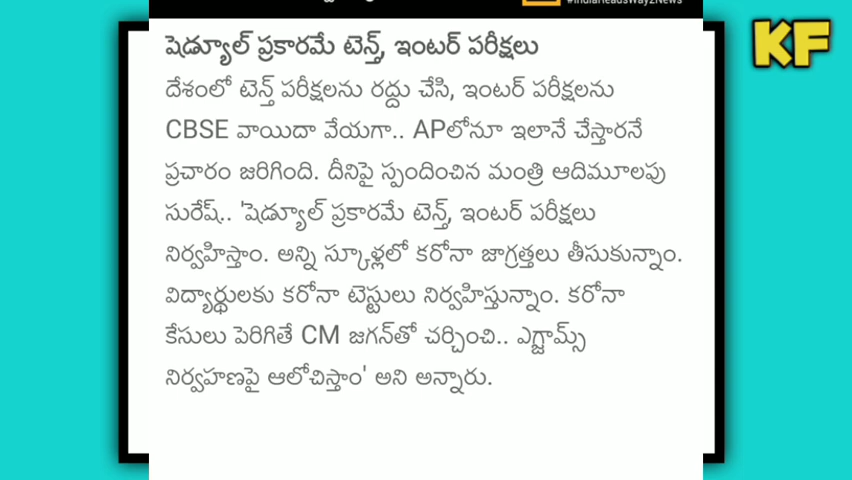 #IndiaReadsWay2News
KF
షెడ్యూల్ ప్రకారమే టెన్త్, ఇంటర్ పరీక్షలు
దేశంలో టెన్త్ పరీక్షలను రద్దు చేసి, ఇంటర్ పరీక్షలను
CBSE వాయిదా వేయగా.. APలోనూ ఇలానే చేస్తారనే
ప్రచారం జరిగింది. దీనిపై స్పందించిన మంత్రి ఆదిమూలపు
సురేష్.. 'షెడ్యూల్ ప్రకారమే టెన్త్, ఇంటర్ పరీక్షలు
నిర్వహిస్తాం. అన్ని స్కూళ్లలో కరోనా జాగ్రత్తలు తీసుకున్నాం.
విద్యార్థులకు కరోనా టెస్టులు నిర్వహిస్తున్నాం. కరోనా
కేసులు పెరిగితే CM జగన్‌తో చర్చించి.. ఎగ్జామ్స్
నిర్వహణపై ఆలోచిస్తాం' అని అన్నారు.